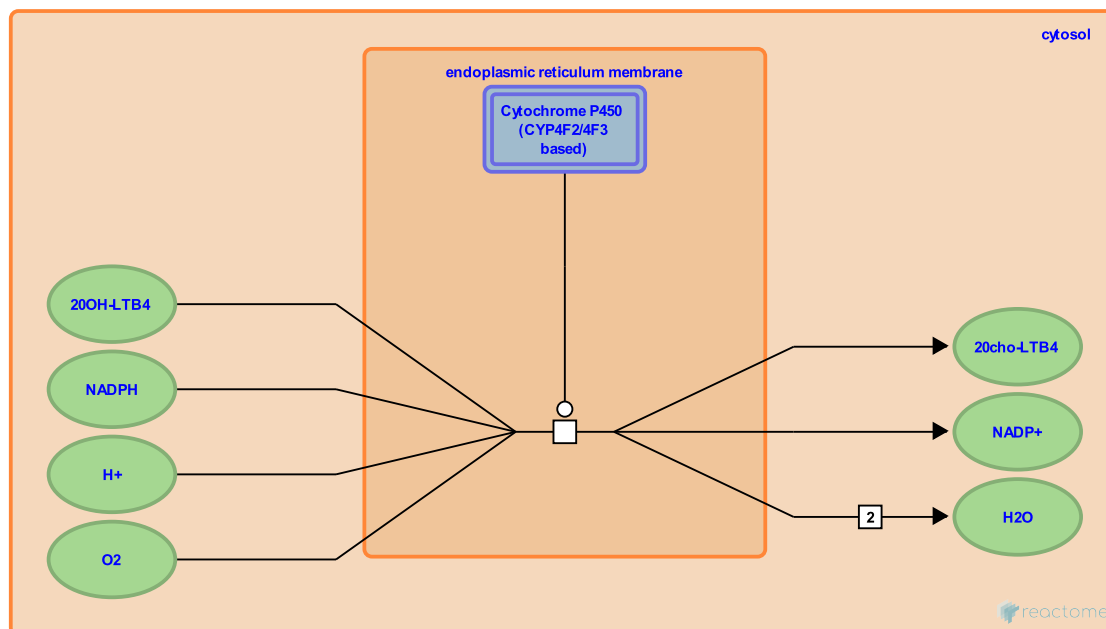 cytosol
endoplasmic reticulum membrane
Cytochrome P450
(CYP4F2/4F3
based)
20OH-LTB4
NADPH
H+
O2
20cho-LTB4
NADP+
2
H2O
reactome